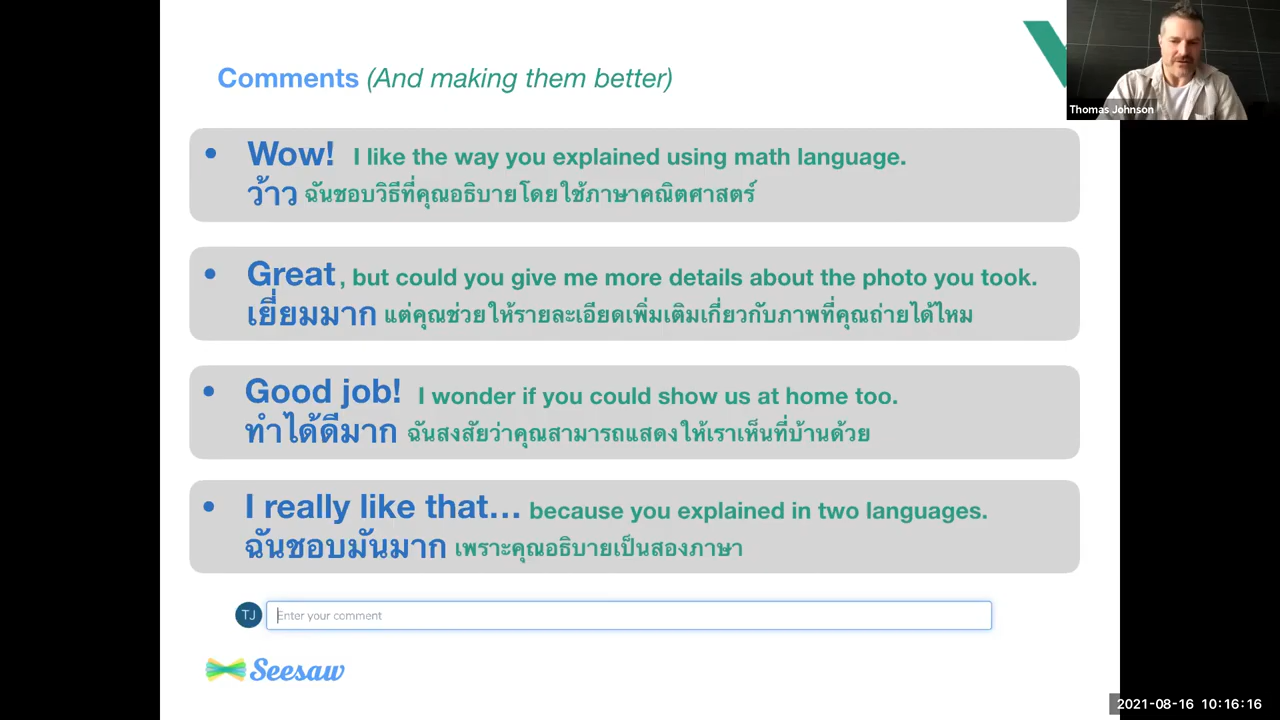 Comments (And making them better)
Thomas Johnson
• Wow! I like the way you explained using math language.
ว้าว ฉันชอบวิธีที่คุณอธิบายโดยใช้ภาษาคณิตศาสตร์
• Great, but could you give me more details about the photo you took.
เยี่ยมมาก แต่คุณช่วยให้รายละเอียดเพิ่มเติมเกี่ยวกับภาพที่คุณถ่ายได้ไหม
• Good job! I wonder if you could show us at home too.
ทำได้ดีมาก ฉันสงสัยว่าคุณสามารถแสดงให้เราเห็นที่บ้านด้วย
• I really like that... because you explained in two languages.
ฉันชอบมันมาก เพราะคุณอธิบายเป็นสองภาษา
TJ Enter your comment
Seesaw
2021-08-16 10:16:16